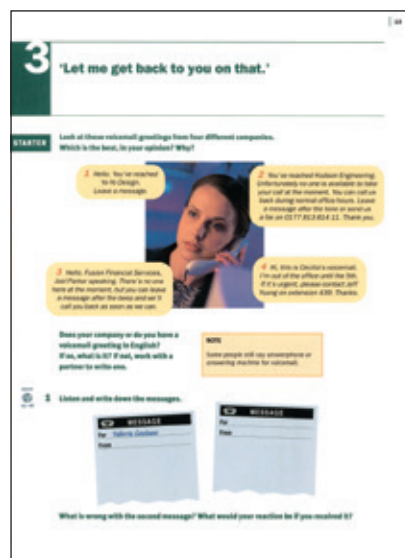 3
'Let me get back to you on that.'
STARTER
Look at these voicemail greetings from four different companies.
Which is the best, in your opinion? Why?
1 Hello. You've reached
Yo-Yo Design.
Leave a message.
2 You've reached Hudson Engineering.
Unfortunately no one is available to take
your call at the moment. You can call us
back during normal office hours. Leave
a message after the tone or send us
a fax on 0177 813 814 11. Thank you.
3 Hello, Fusion Financial Services,
Parker speaking. There's no one
here at the moment, but you can leave
a message after the beep and we'll
call you back as soon as we can.
4 Hi, this is Cecilia's voicemail.
I'm out of the office until the 5th.
If it's urgent, please contact Jeff
Young on extension 439. Thanks.
Does your company or do you have a
voicemail greeting in English?
If so, what is it? If not, work with a
partner to write one.
NOTE
Some people still say answerphone or
answering machine for voicemail.
1 Listen and write down the messages.
MESSAGE
For Valerie
From
MESSAGE
For
From
What is wrong with the second message? What would your reaction be if you received it?